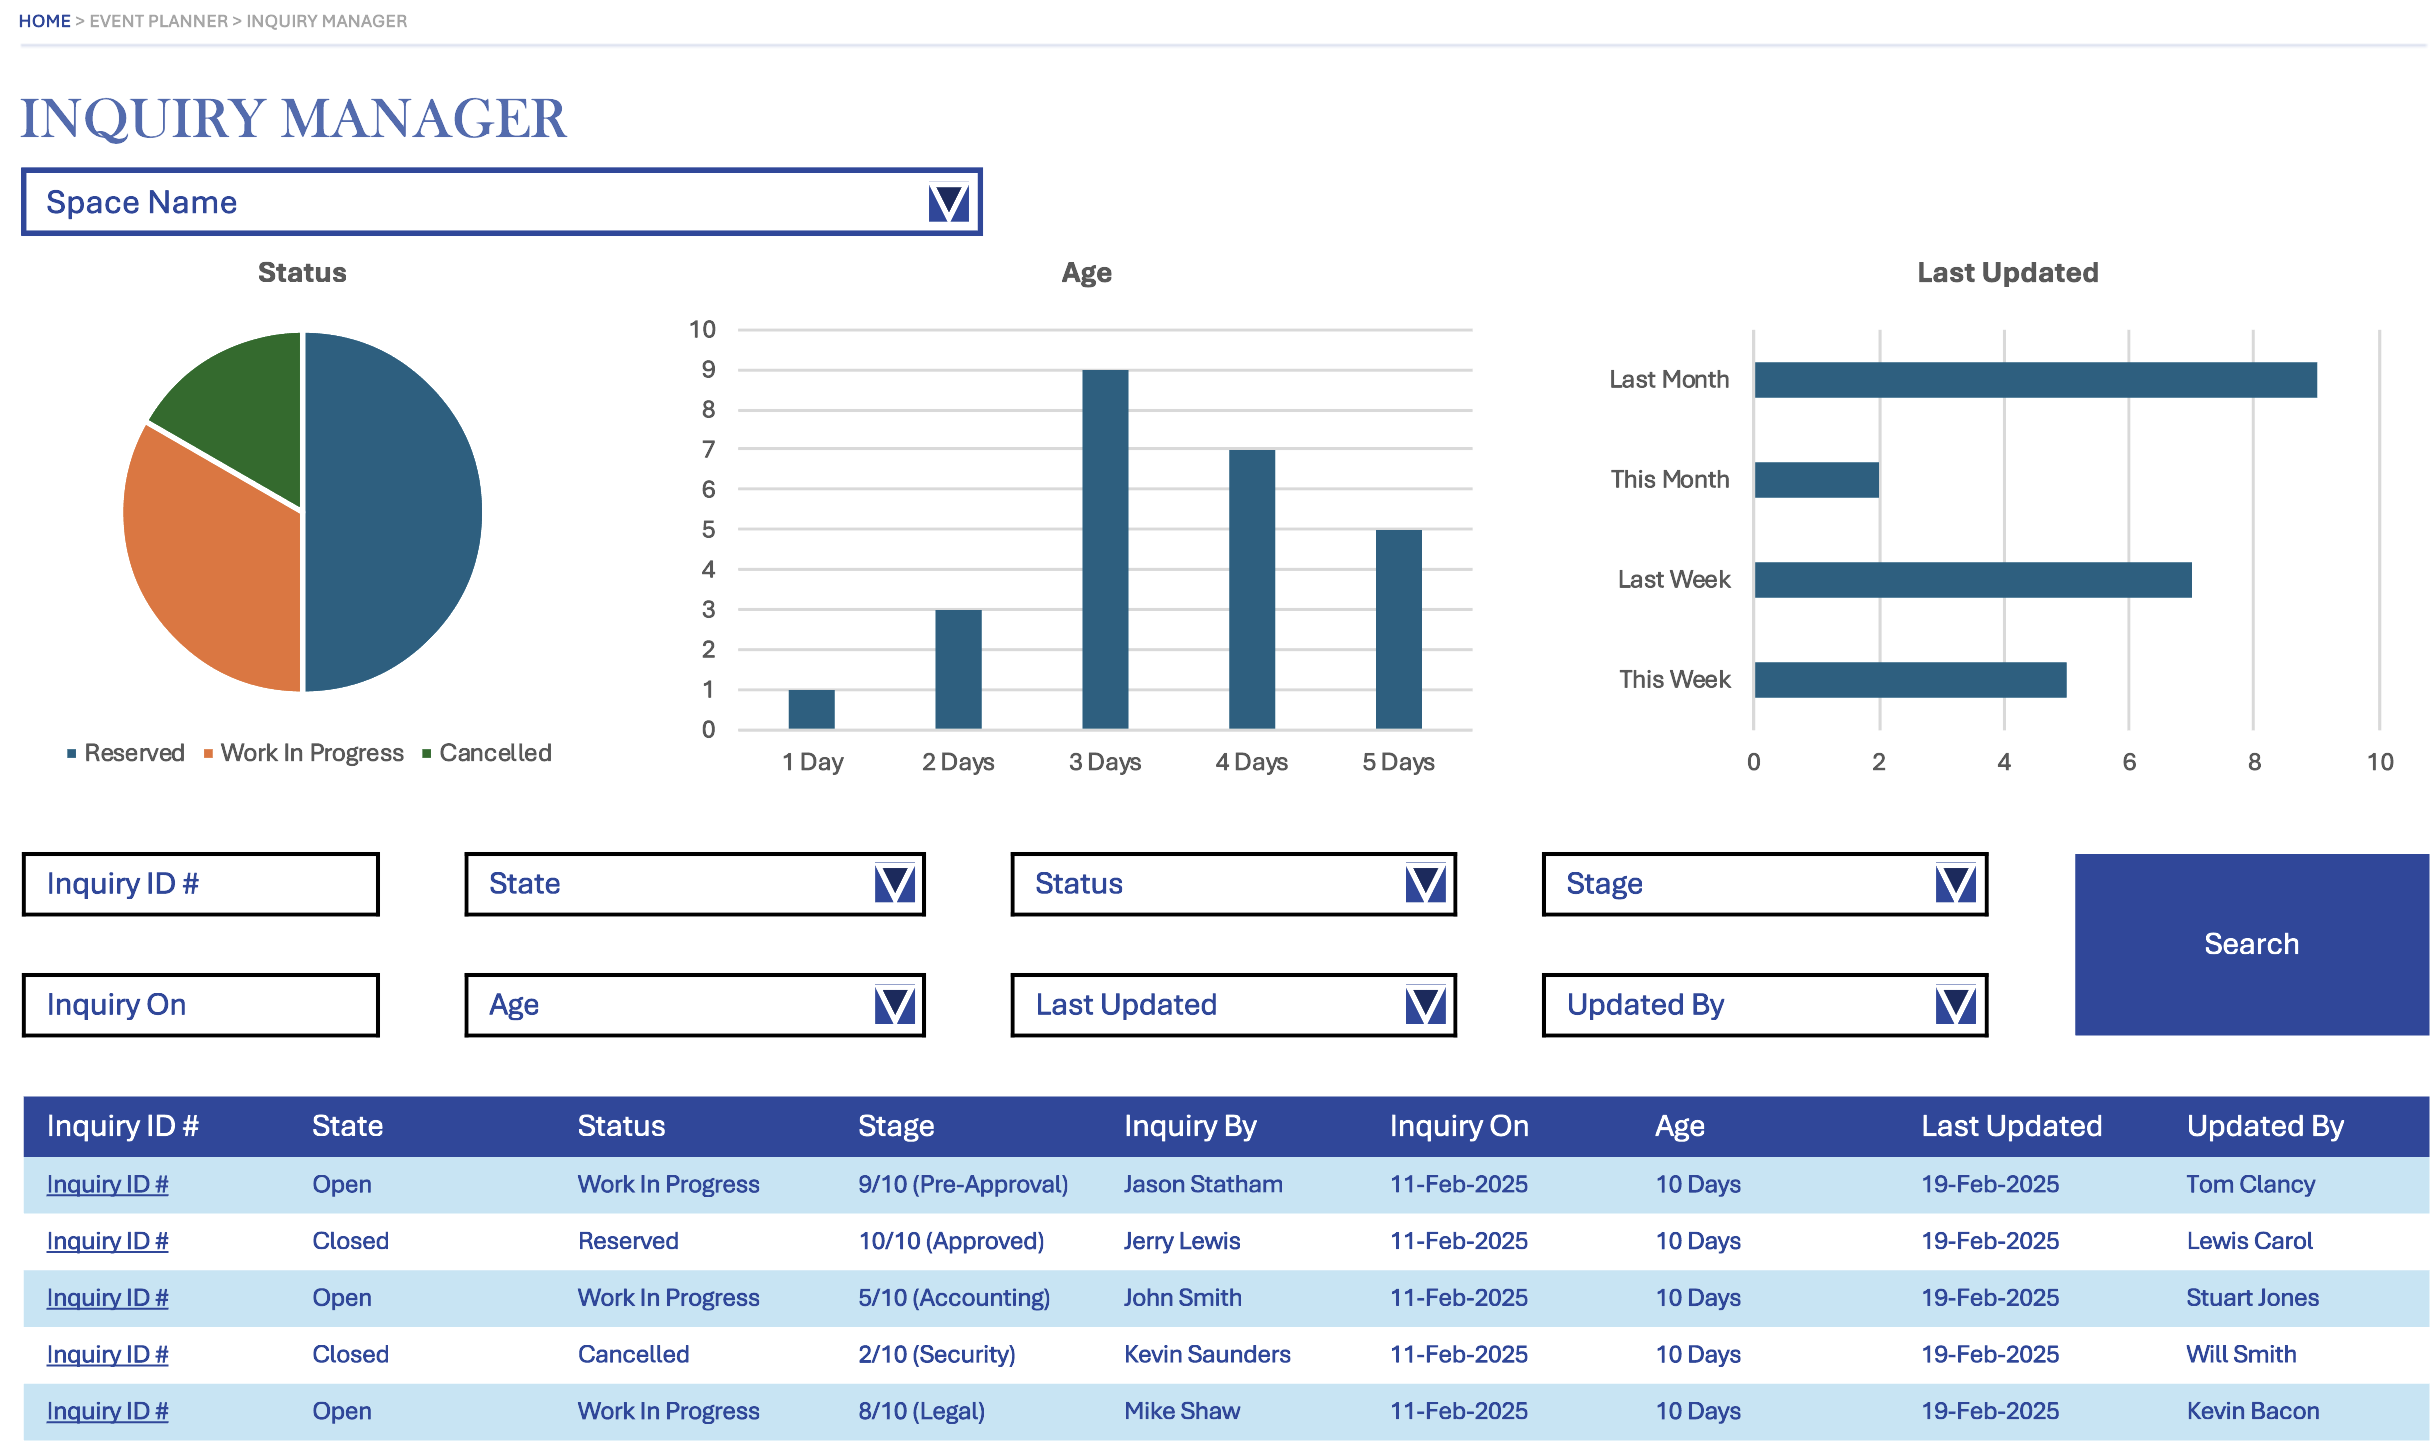 HOME > EVENT PLANNER > INQUIRY MANAGER
INQUIRY MANAGER
Space Name
Status
Reserved Work In Progress Cancelled
Age
10
9
8
7
6
5
4
3
2
1
0
1 Day 2 Days 3 Days 4 Days 5 Days
Last Updated
Last Month
This Month
Last Week
This Week
0 2 4 6 8 10
Inquiry ID # State Status Stage
Search
Inquiry On Age Last Updated Updated By
Inquiry ID # State Status Stage Inquiry By Inquiry On Age Last Updated Updated By
Inquiry ID # Open Work In Progress 9/10 (Pre-Approval) Jason Statham 11-Feb-2025 10 Days 19-Feb-2025 Tom Clancy
Inquiry ID # Closed Reserved 10/10 (Approved) Jerry Lewis 11-Feb-2025 10 Days 19-Feb-2025 Lewis Carol
Inquiry ID # Open Work In Progress 5/10 (Accounting) John Smith 11-Feb-2025 10 Days 19-Feb-2025 Stuart Jones
Inquiry ID # Closed Cancelled 2/10 (Security) Kevin Saunders 11-Feb-2025 10 Days 19-Feb-2025 Will Smith
Inquiry ID # Open Work In Progress 8/10 (Legal) Mike Shaw 11-Feb-2025 10 Days 19-Feb-2025 Kevin Bacon